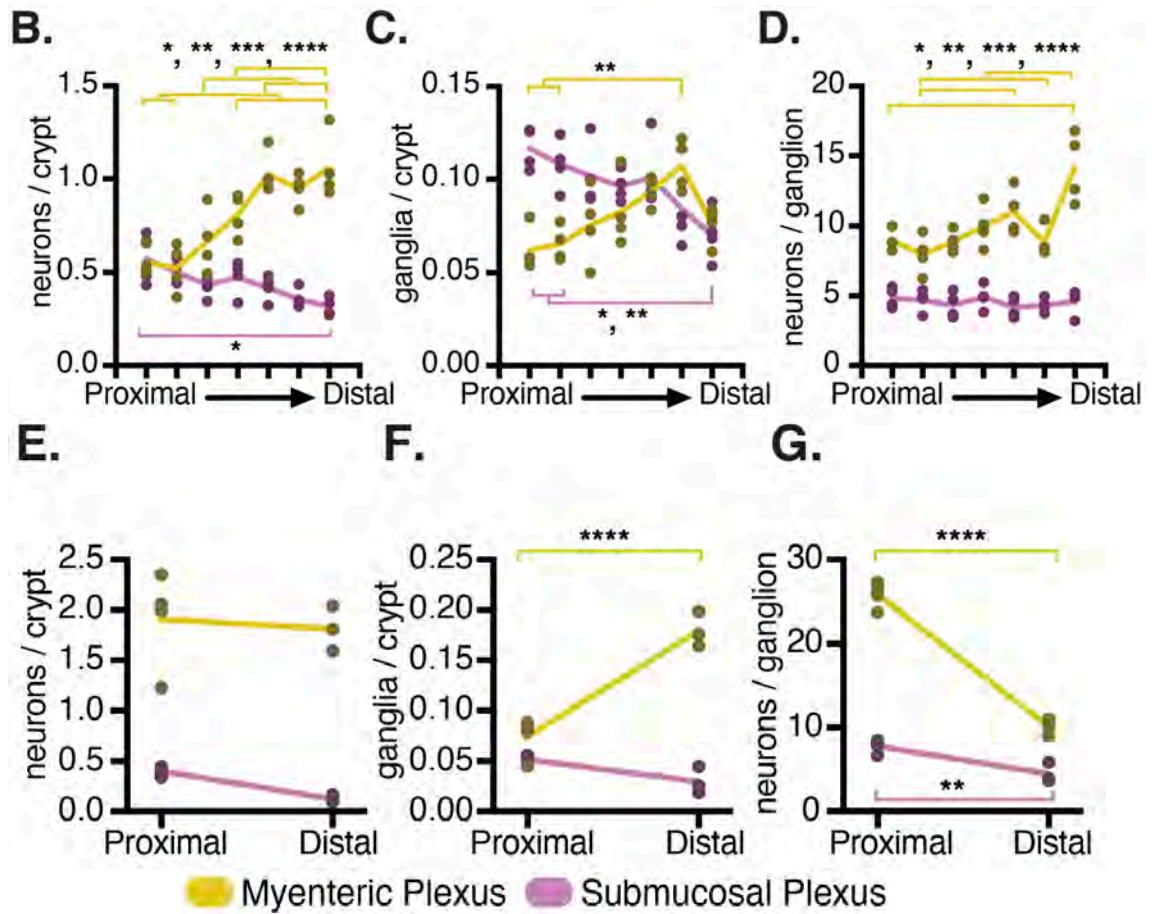 B.
*, **, ***, ****
1.5
1.0
0.5
0.0
neurons / crypt
*
Proximal Distal
C.
**
0.15
0.10
0.05
0.00
ganglia / crypt
*, **
Proximal Distal
D.
*, **, ***, ****
20
15
10
5
0
neurons / ganglion
Proximal Distal
E.
2.5
2.0
1.5
1.0
0.5
0.0
neurons / crypt
Proximal Distal
F.
****
0.25
0.20
0.15
0.10
0.05
0.00
ganglia / crypt
Proximal Distal
G.
****
30
20
10
0
neurons / ganglion
**
Proximal Distal
Myenteric Plexus Submucosal Plexus